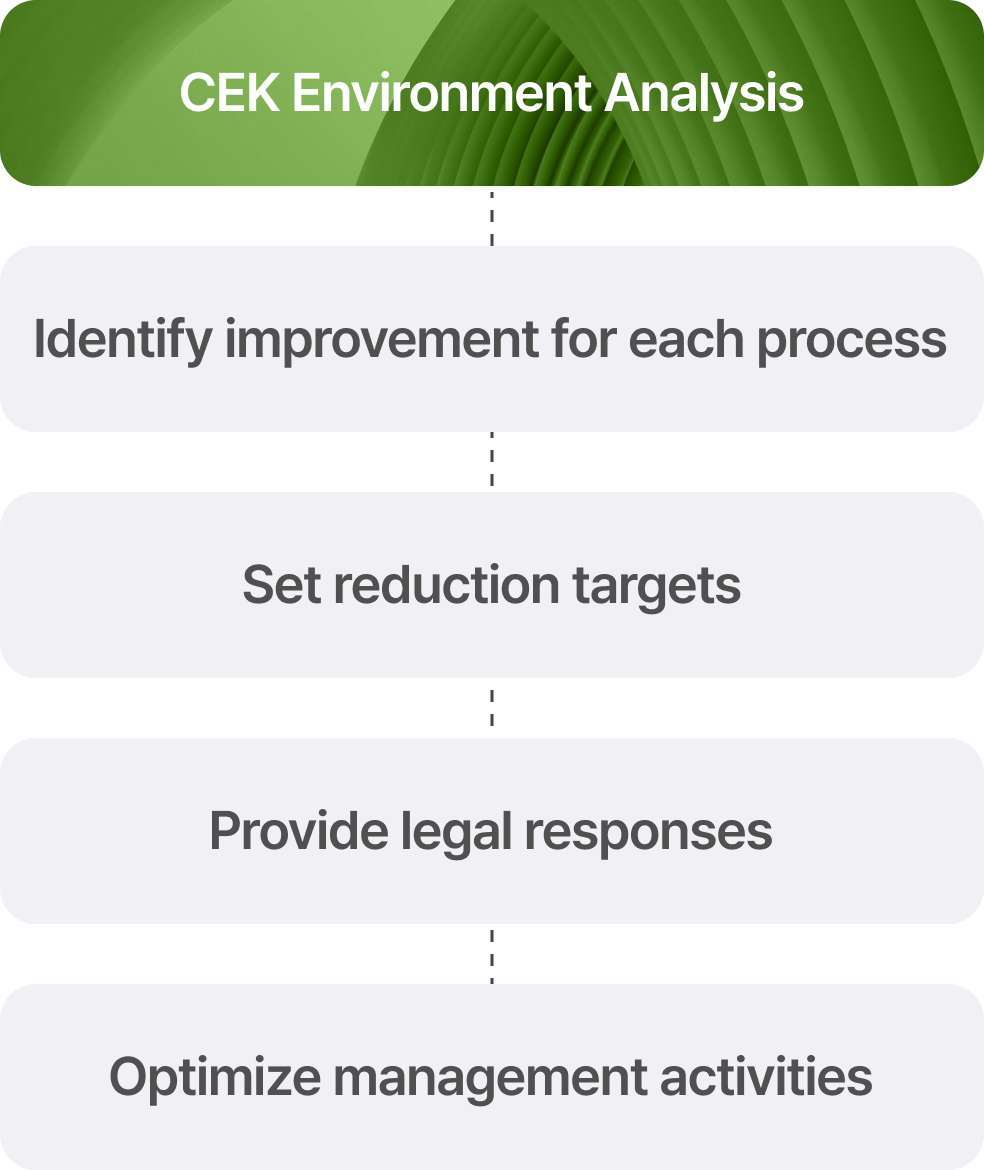 CEK Environment Analysis
Identify improvement for each process
Set reduction targets
Provide legal responses
Optimize management activities